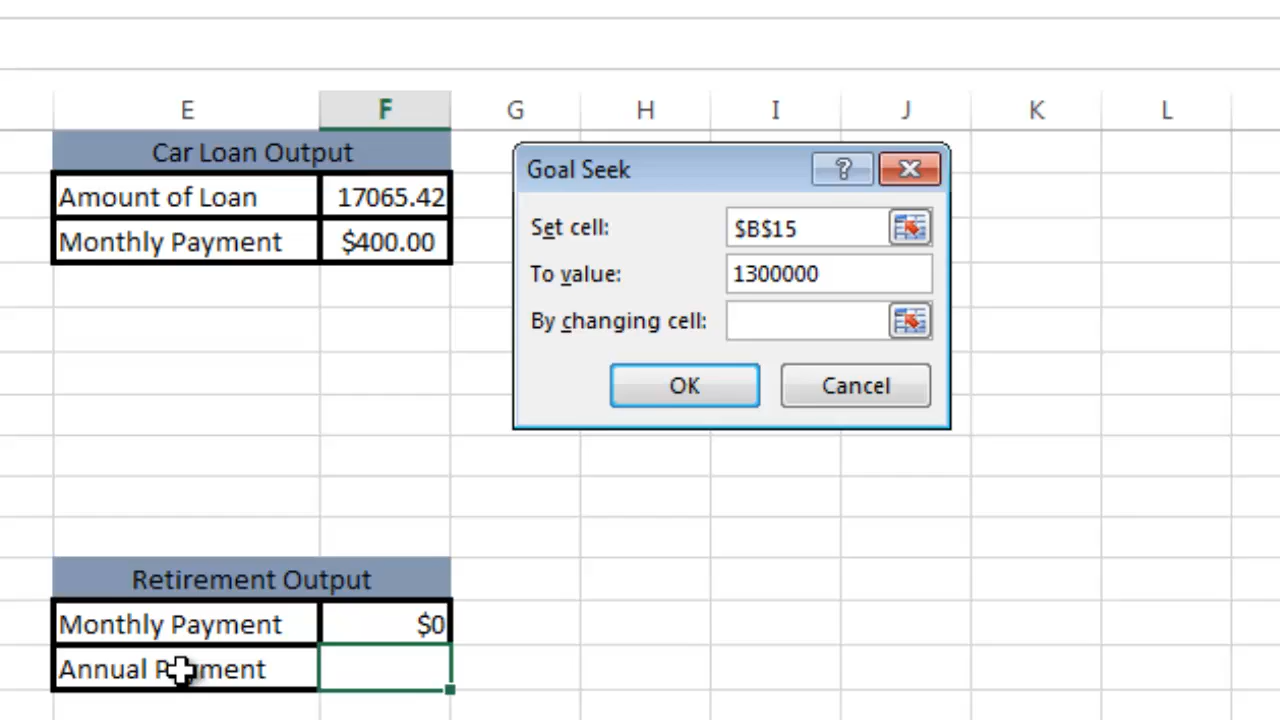 E F G H I J K L
Car Loan Output
Amount of Loan 17065.42
Monthly Payment $400.00
Goal Seek ?
Set cell: $B$15
To value: 1300000
By changing cell:
OK Cancel
Retirement Output
Monthly Payment $0
Annual Payment